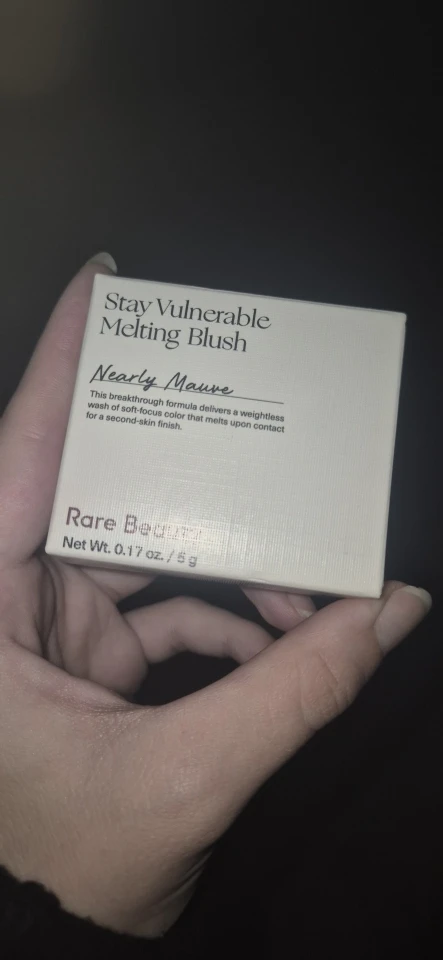 Stay Vulnerable
Melting Blush
Nearly Mauve
This breakthrough formula delivers a weightless
wash of soft-focus color that melts upon contact
for a second-skin finish.
Rare Beauty
Net Wt. 0.17 oz. / 5 g